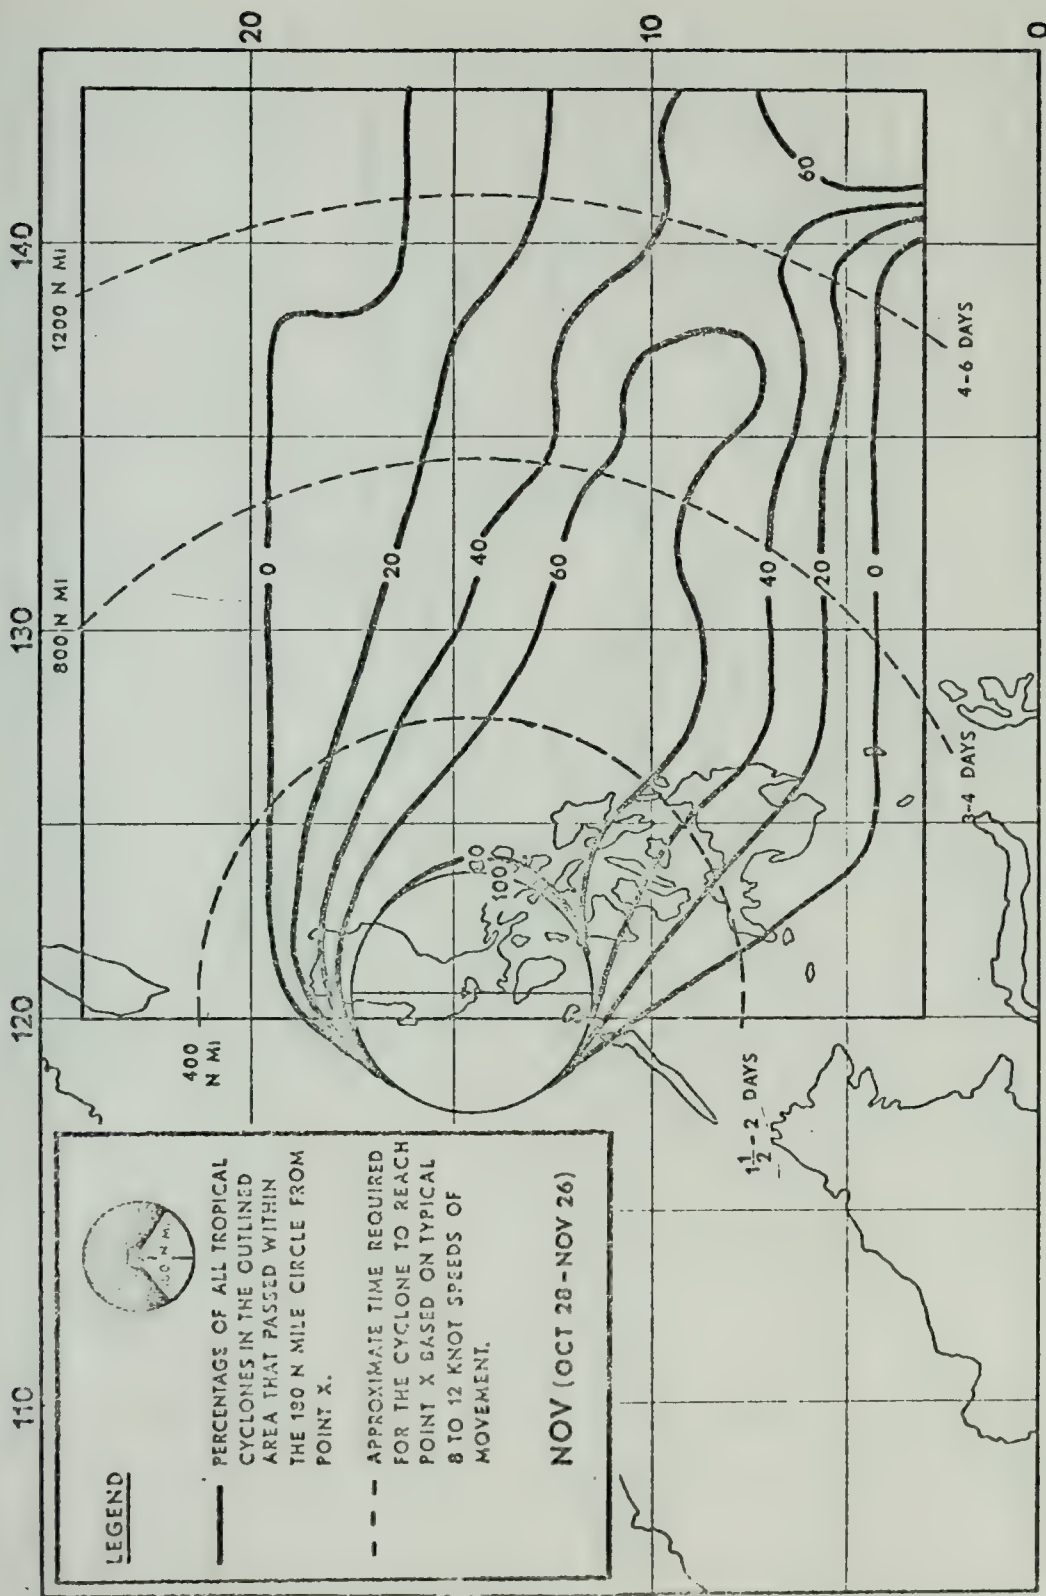 LEGEND
PERCENTAGE OF ALL TROPICAL
CYCLONES IN THE OUTLINED
AREA THAT PASSED WITHIN
THE 180 N MILE CIRCLE FROM
POINT X.
APPROXIMATE TIME REQUIRED
FOR THE CYCLONE TO REACH
POINT X BASED ON TYPICAL
8 TO 12 KNOT SPEEDS OF
MOVEMENT.
NOV (OCT 28-NOV 26)
110
120
130
140
20
10
0
400
N MI
800 N MI
1200 N MI
1½-2 DAYS
3-4 DAYS
4-6 DAYS
0
20
40
60
100
40
20
0
60